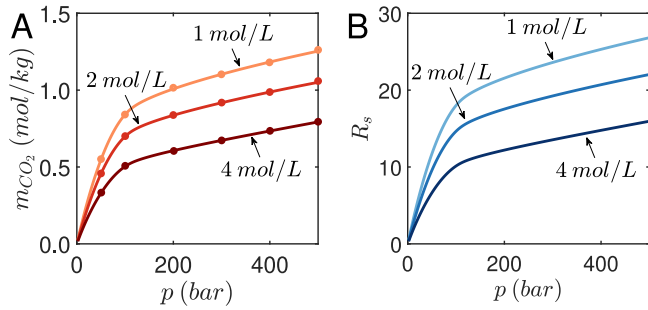 A
1.5
1.0
0.5
0.0
m_{CO_2} (mol/kg)
1 mol/L
2 mol/L
4 mol/L
0
200
400
p (bar)
B
30
20
10
0
R_s
1 mol/L
2 mol/L
4 mol/L
0
200
400
p (bar)